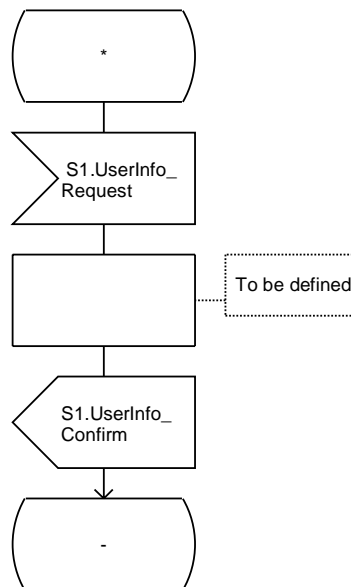 *
S1.UserInfo_
Request
To be defined
S1.UserInfo_
Confirm
-